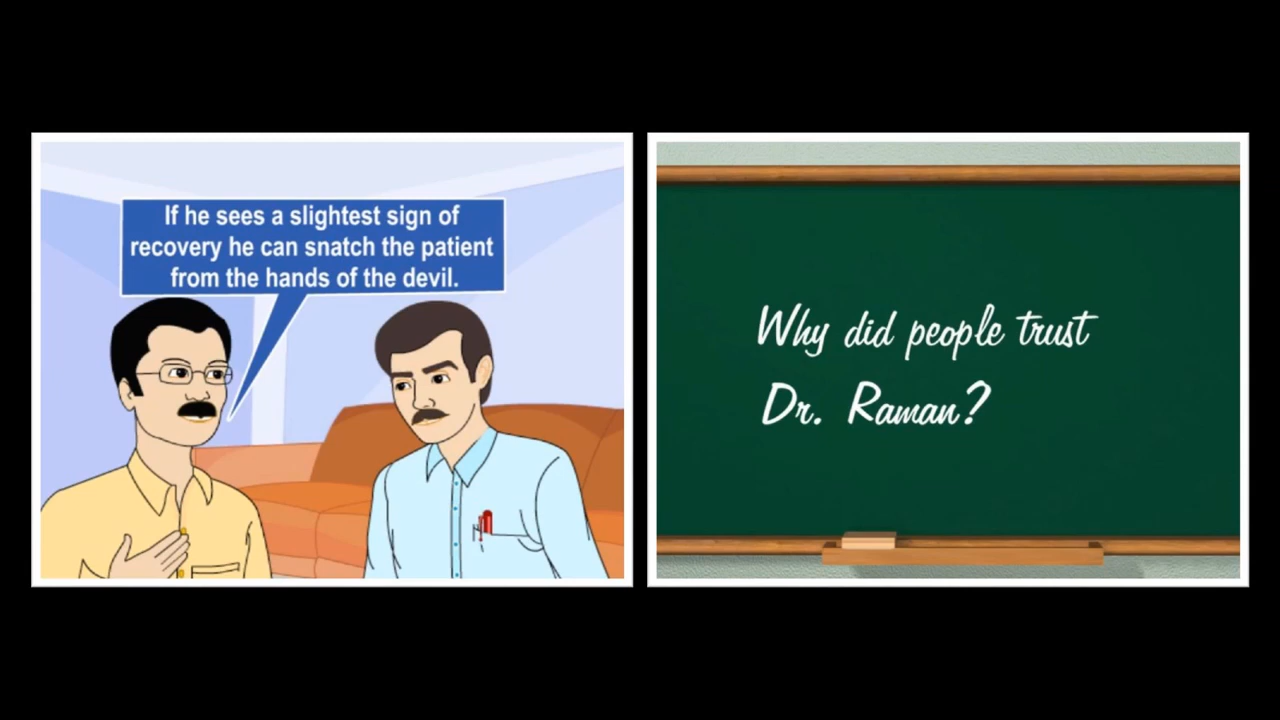 If he sees a slightest sign of
recovery he can snatch the patient
from the hands of the devil.
Why did people trust
Dr. Raman?